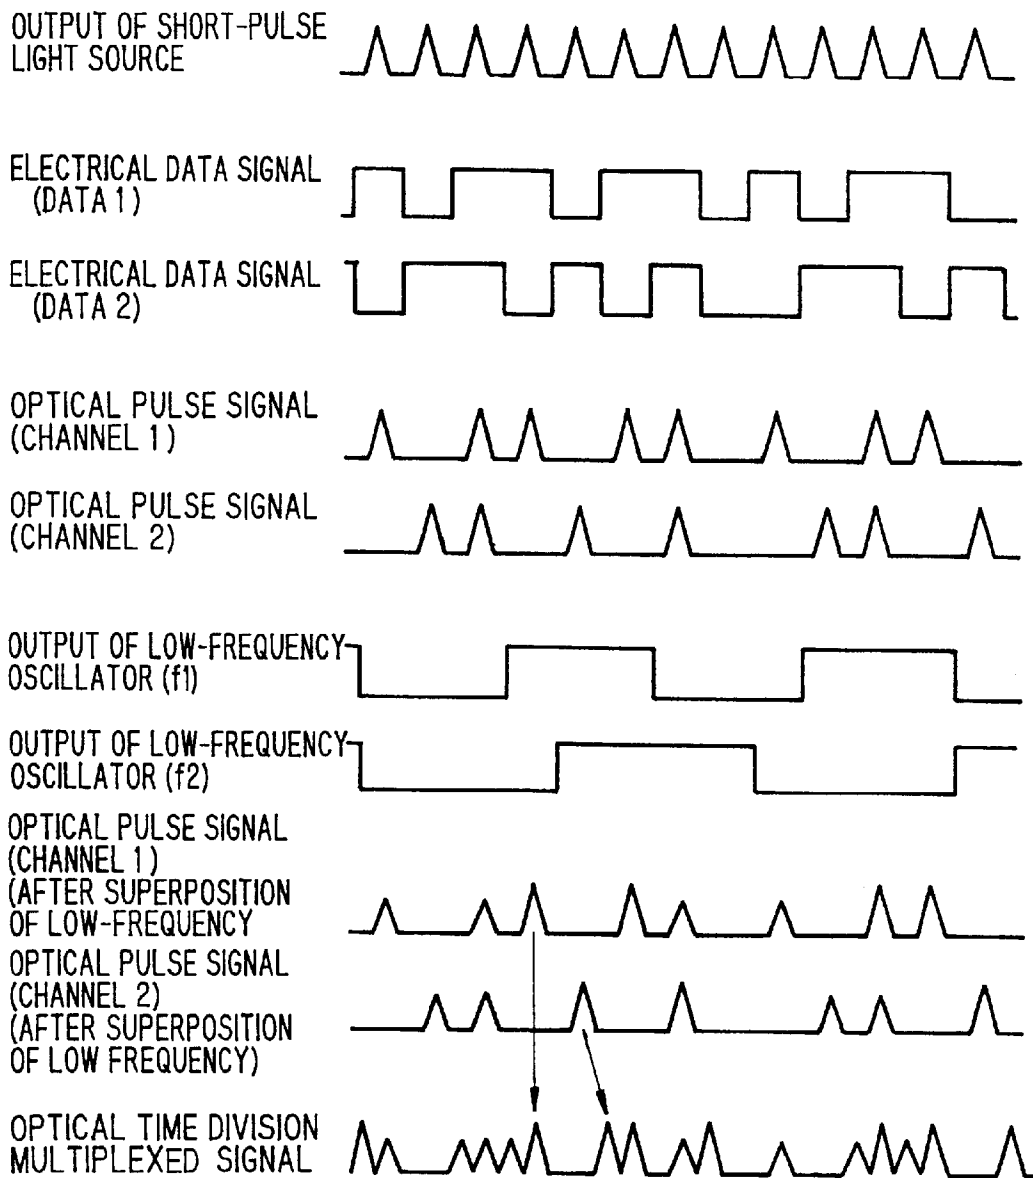 OUTPUT OF SHORT-PULSE
LIGHT SOURCE
ELECTRICAL DATA SIGNAL
(DATA 1)
ELECTRICAL DATA SIGNAL
(DATA 2)
OPTICAL PULSE SIGNAL
(CHANNEL 1)
OPTICAL PULSE SIGNAL
(CHANNEL 2)
OUTPUT OF LOW-FREQUENCY
OSCILLATOR (f1)
OUTPUT OF LOW-FREQUENCY
OSCILLATOR (f2)
OPTICAL PULSE SIGNAL
(CHANNEL 1)
(AFTER SUPERPOSITION
OF LOW-FREQUENCY
OPTICAL PULSE SIGNAL
(CHANNEL 2)
(AFTER SUPERPOSITION
OF LOW FREQUENCY)
OPTICAL TIME DIVISION
MULTIPLEXED SIGNAL